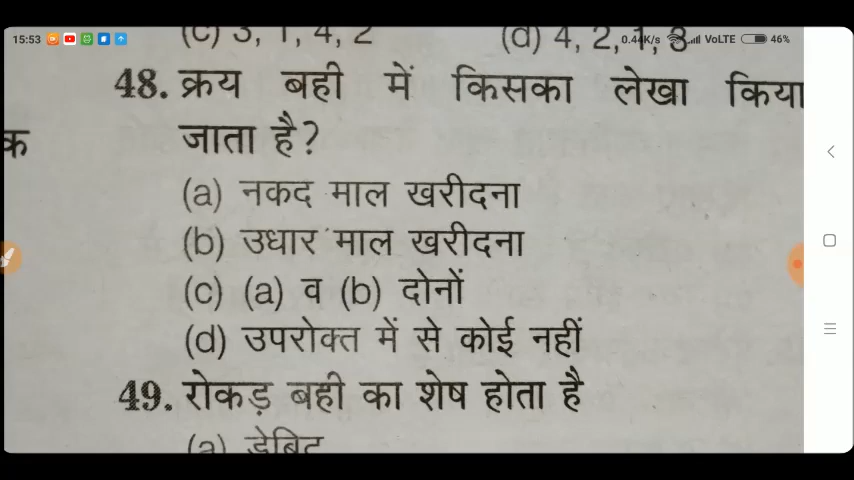 15:53
0.44K/s VoLTE 46%
(c) 3, 1, 4, 2 (d) 4, 2, 1, 3
48. क्रय बही में किसका लेखा किया
क जाता है?
(a) नकद माल खरीदना
(b) उधार माल खरीदना
(c) (a) व (b) दोनों
(d) उपरोक्त में से कोई नहीं
49. रोकड़ बही का शेष होता है
(a) डेबिट